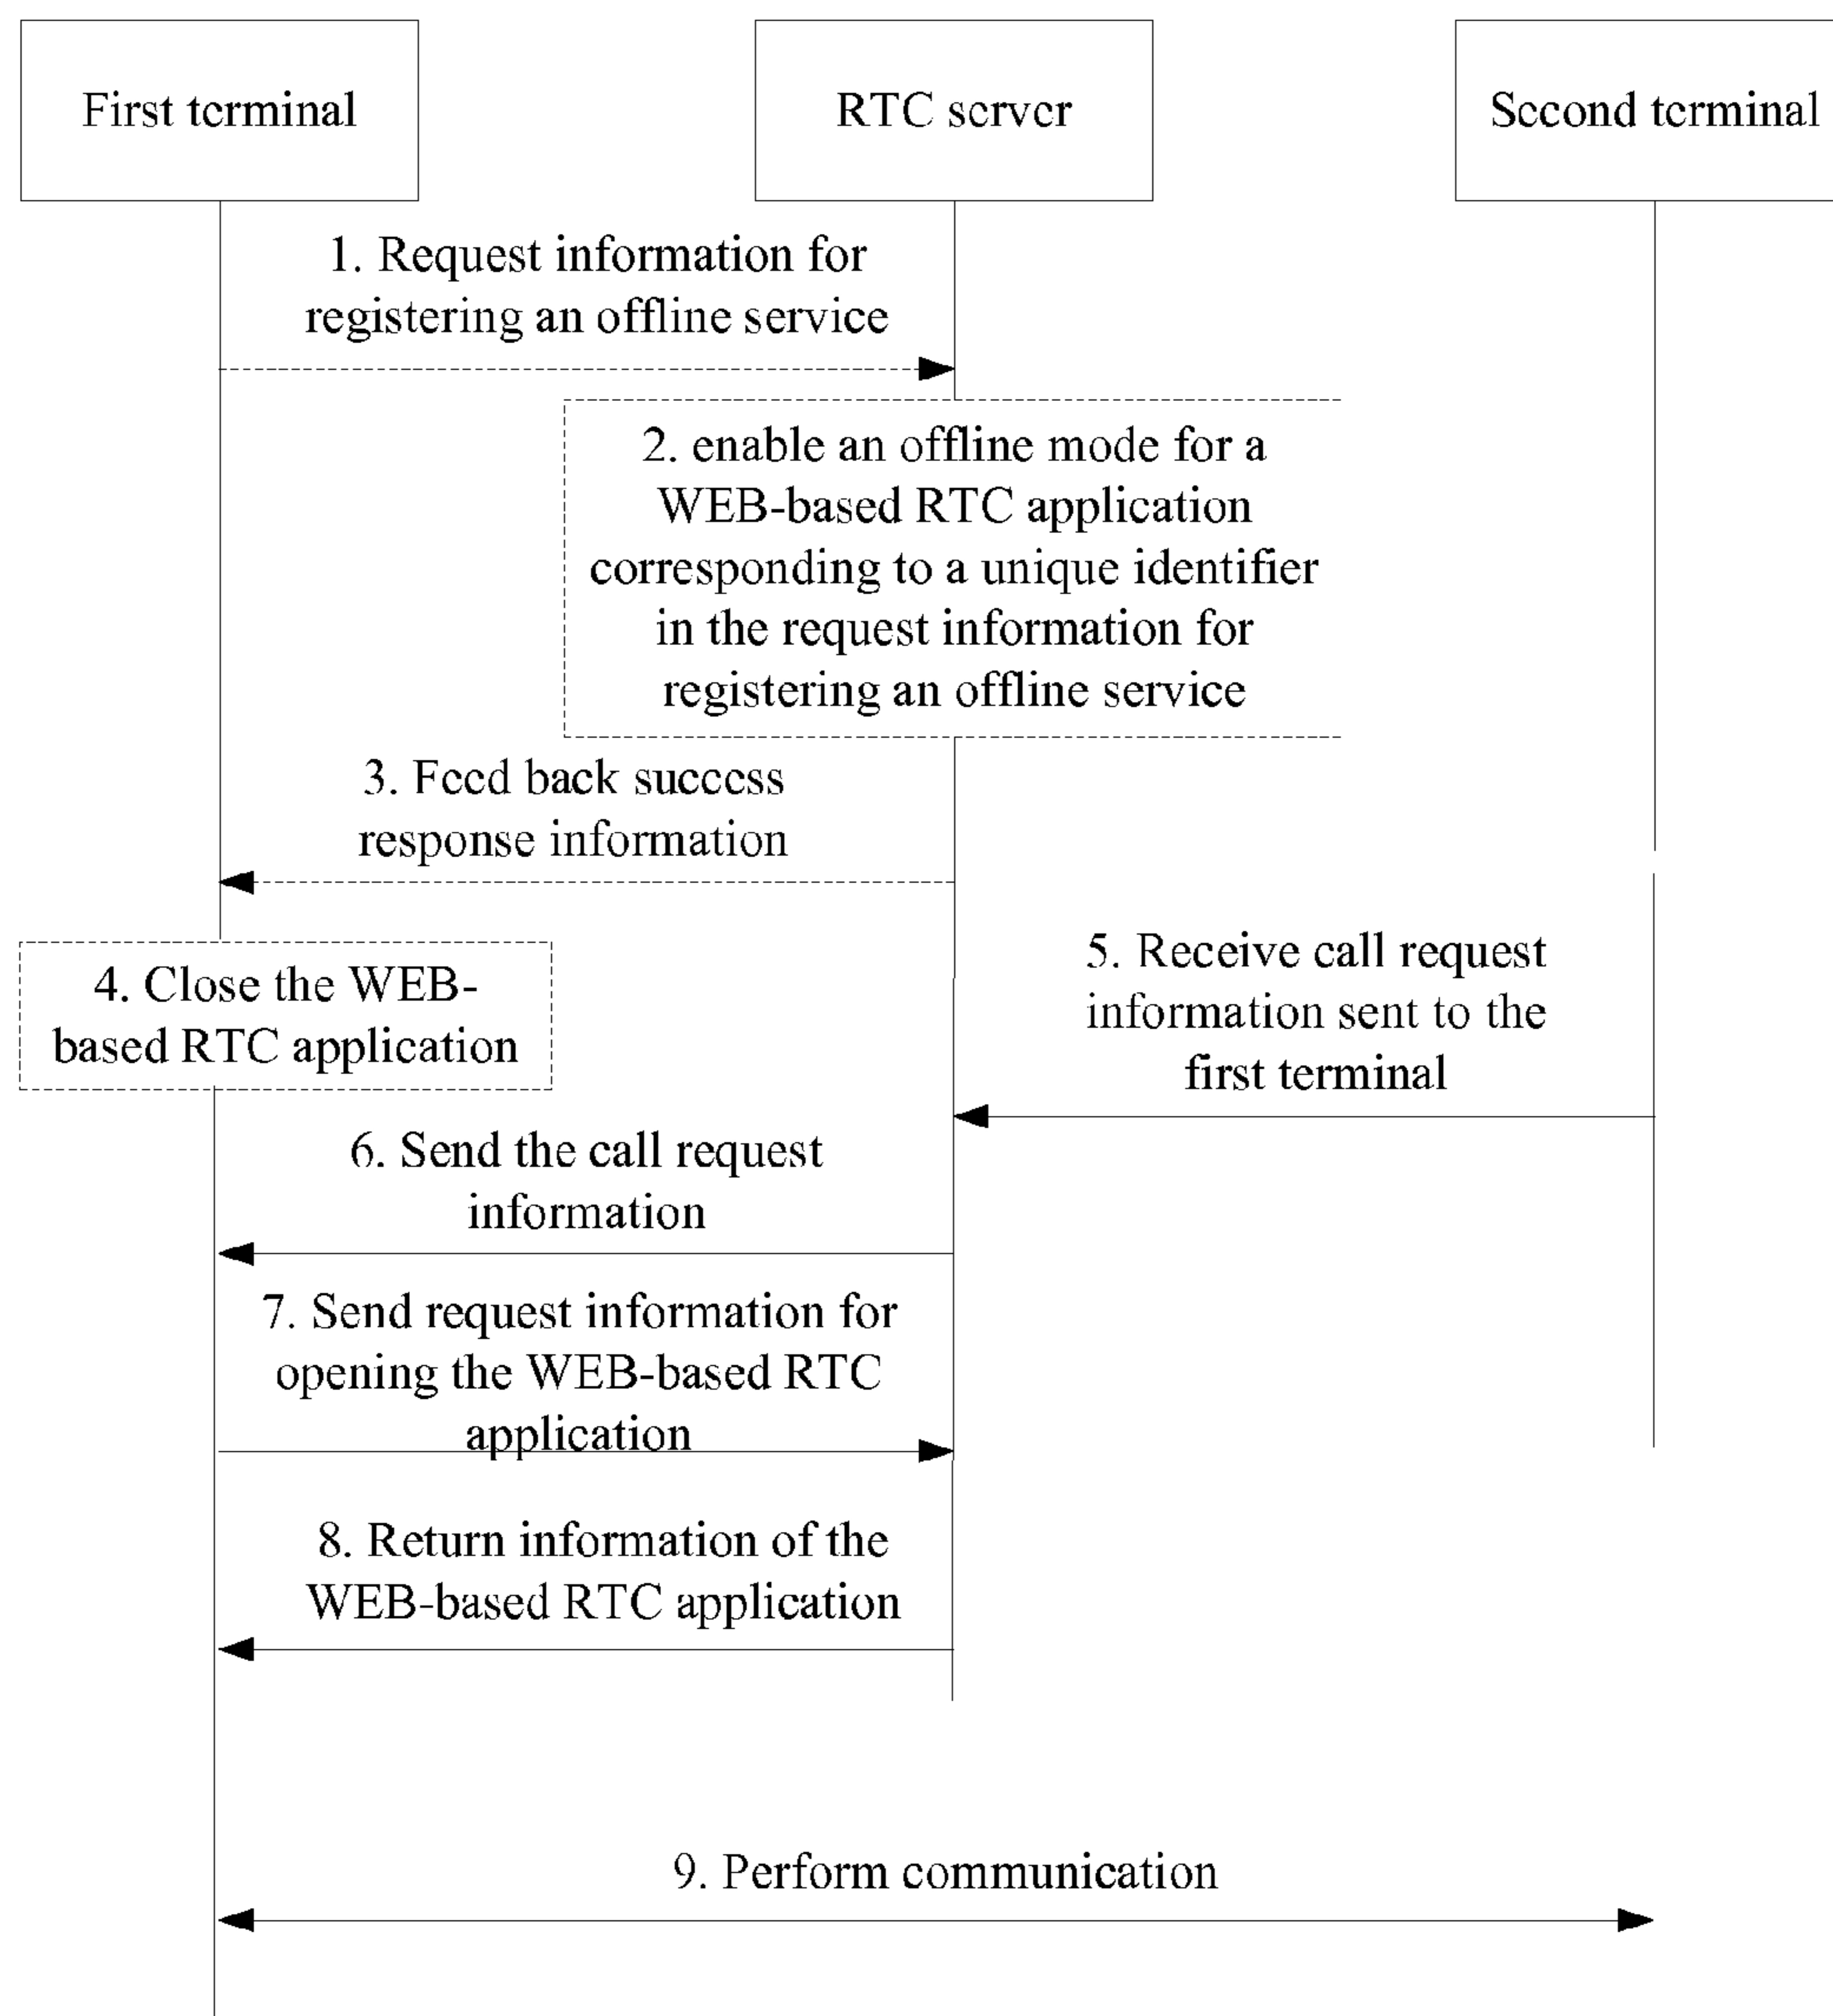 First terminal
RTC server
Second terminal
1. Request information for
registering an offline service
2. enable an offline mode for a
WEB-based RTC application
corresponding to a unique identifier
in the request information for
registering an offline service
3. Feed back success
response information
4. Close the WEB-
based RTC application
5. Receive call request
information sent to the
first terminal
6. Send the call request
information
7. Send request information for
opening the WEB-based RTC
application
8. Return information of the
WEB-based RTC application
9. Perform communication